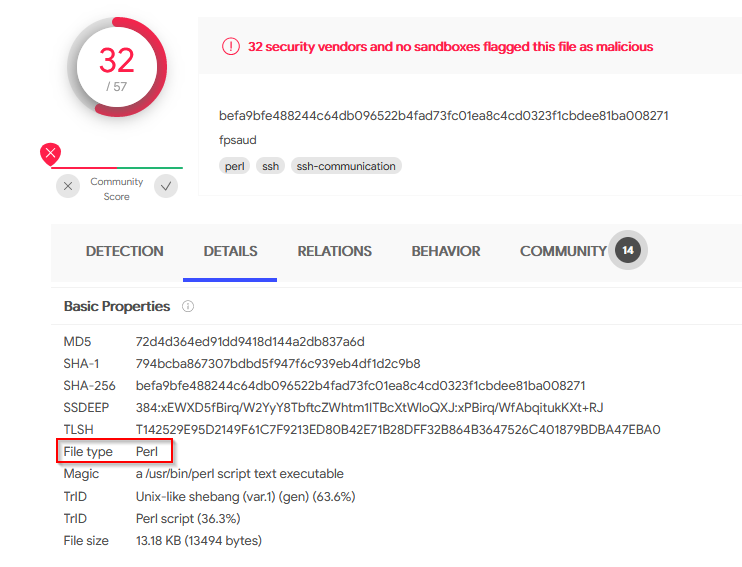 32
/ 57
Community
Score
32 security vendors and no sandboxes flagged this file as malicious
befa9bfe488244c64db096522b4fad73fc01ea8c4cd0323f1cbdee81ba008271
fpsaud
perl ssh ssh-communication
DETECTION DETAILS RELATIONS BEHAVIOR COMMUNITY 14
Basic Properties
MD5 72d4d364ed91dd9418d144a2db837a6d
SHA-1 794bcba867307bdbd5f947f6c939eb4df1d2c9b8
SHA-256 befa9bfe488244c64db096522b4fad73fc01ea8c4cd0323f1cbdee81ba008271
SSDEEP 384:xEWXD5fBirq/W2YyY8TbftcZWhtm1lTBcXtWloQXJ:xPBirq/WfAbqitukKXt+RJ
TLSH T142529E95D2149F61C7F9213ED80B42E71B28DFF32B864B3647526C401879BDBA47EBA0
File type Perl
Magic a /usr/bin/perl script text executable
TrID Unix-like shebang (var.1) (gen) (63.6%)
TrID Perl script (36.3%)
File size 13.18 KB (13494 bytes)